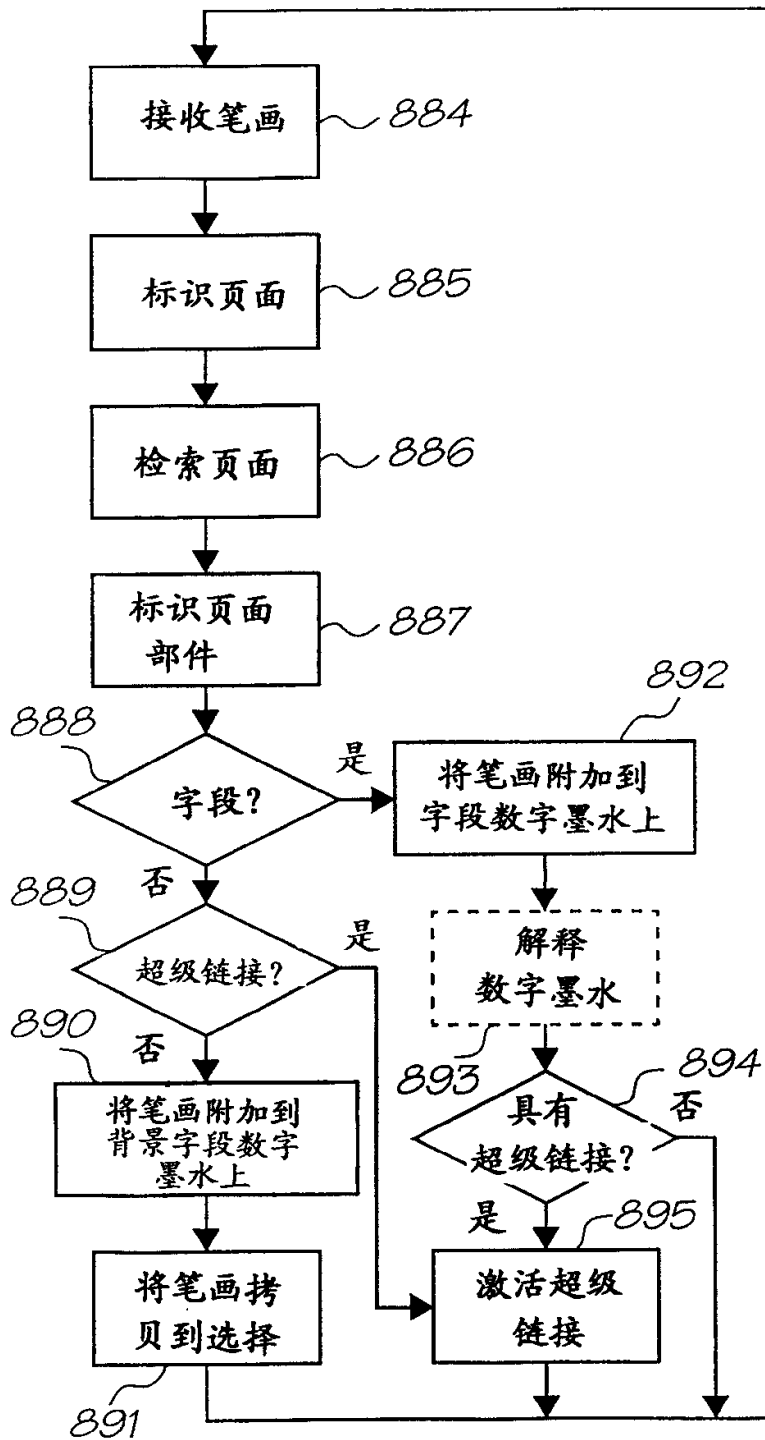 接收笔画
884
标识页面
885
检索页面
886
标识页面
部件
887
888
字段?
是
892
将笔画附加到
字段数字墨水上
否
889
超级链接?
是
解释
数字墨水
893
890
否
将笔画附加到
背景字段数字
墨水上
894
具有
超级链接?
否
是
895
将笔画拷
贝到选择
891
激活超级
链接